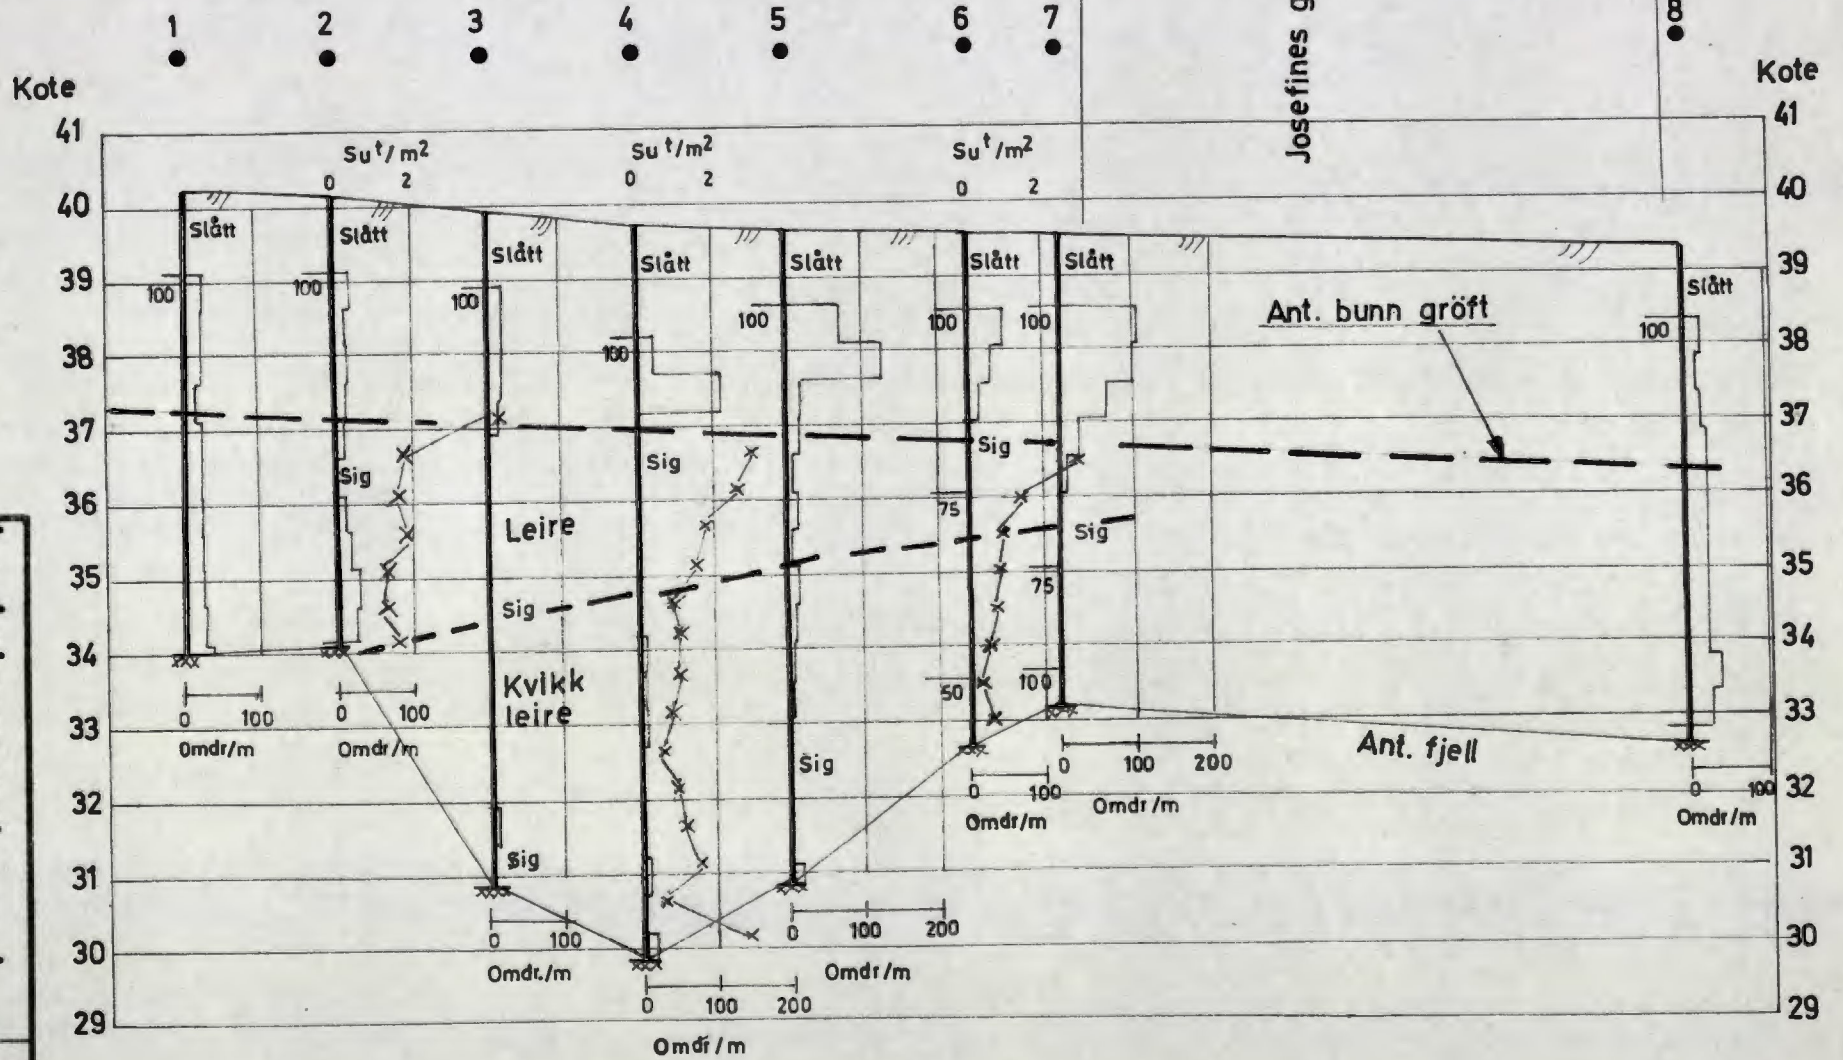 1 2 3 4 5 6 7 8
Josefines g
Kote Kote
41 41
Su t/m2 Su t/m2 Su t/m2
0 2 0 2 0 2
40 40
Slått Slått Slått Slått Slått Slått Slått Slått
39 39
100 100 100 100 100 100 100 100
Ant. bunn gröft
38 38
37 37
Sig Sig Sig
36 36
75
Leire Sig
35 35
75
Sig
34 34
Kvikk
leire
50 100
0 100 0 100
33 33
Omdr/m Omdr/m
Sig
Ant. fjell
0 100 200
32 32
0 100 0 100
Omdr/m Omdr/m Omdr/m
Sig
31 31
0 100 0 100 200
30 30
Omdr./m Omdr/m
0 100 200
29 29
Omdr/m